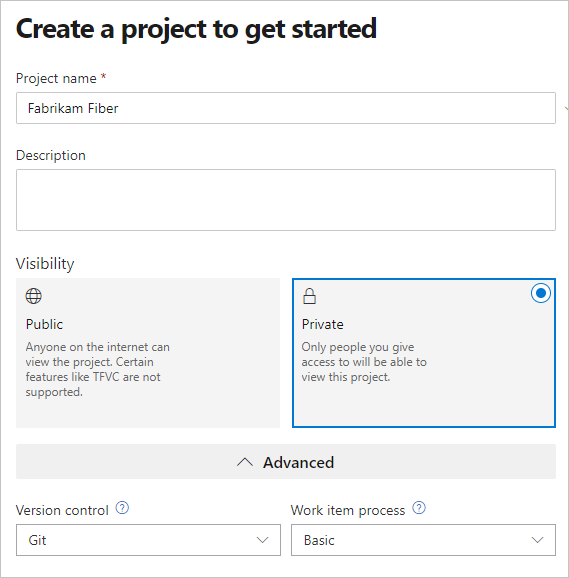 Create a project to get started
Project name *
Fabrikam Fiber
Description
Visibility
Public
Anyone on the internet can
view the project. Certain
features like TFVC are not
supported.
Private
Only people you give
access to will be able to
view this project.
Advanced
Version control ?
Work item process ?
Git
Basic